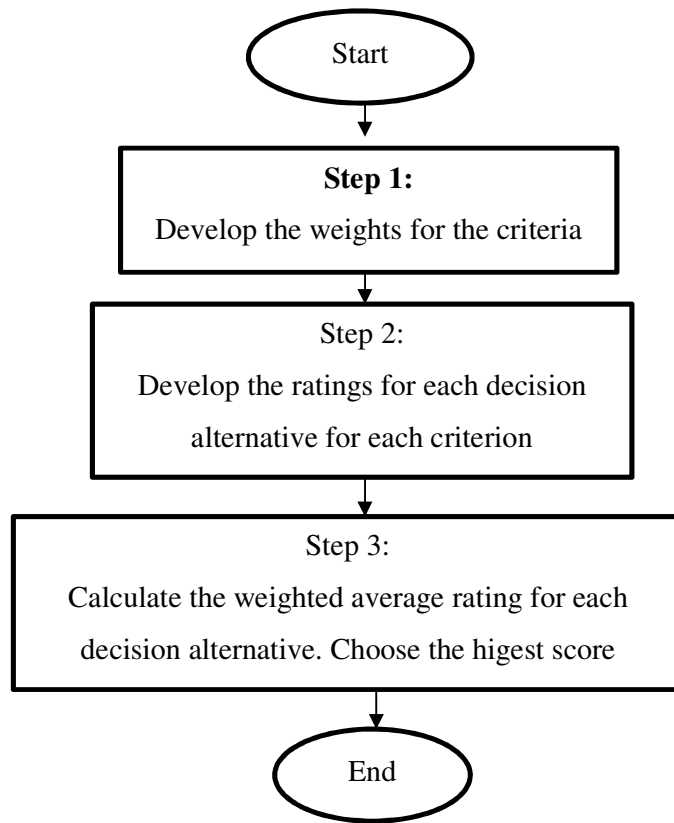 Start
Step 1:
Develop the weights for the criteria
Step 2:
Develop the ratings for each decision
alternative for each criterion
Step 3:
Calculate the weighted average rating for each
decision alternative. Choose the higest score
End